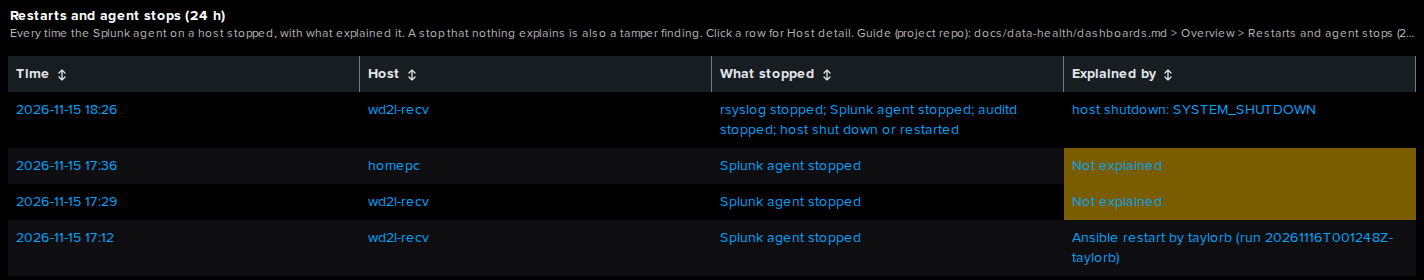 Restarts and agent stops (24 h)
Every time the Splunk agent on a host stopped, with what explained it. A stop that nothing explains is also a tamper finding. Click a row for Host detail. Guide (project repo): docs/data-health/dashboards.md > Overview > Restarts and agent stops (2...
Time Host What stopped Explained by
2026-11-15 18:26 wd2l-recv rsyslog stopped; Splunk agent stopped; auditd host shutdown: SYSTEM_SHUTDOWN
stopped; host shut down or restarted
2026-11-15 17:36 homepc Splunk agent stopped Not explained
2026-11-15 17:29 wd2l-recv Splunk agent stopped Not explained
2026-11-15 17:12 wd2l-recv Splunk agent stopped Ansible restart by taylorb (run 20261116T001248Z-
taylorb)